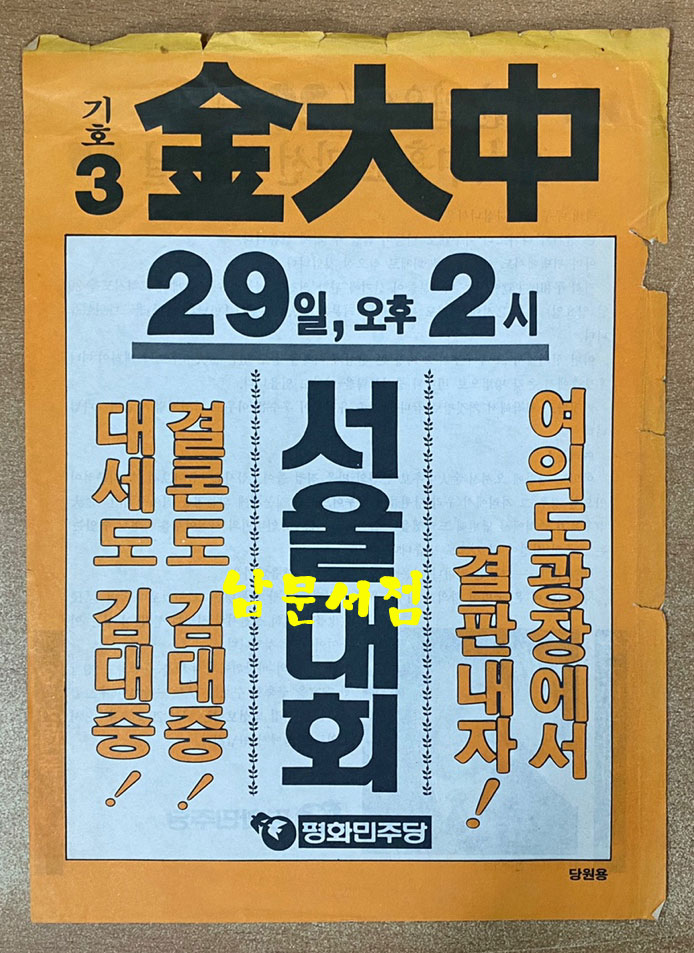 기호
3
金大中
29일, 오후 2시
여의도광장에서
결판내자!
서울대회
결론도 김대중!
대세도 김대중!
남문서점
평화민주당
당원용